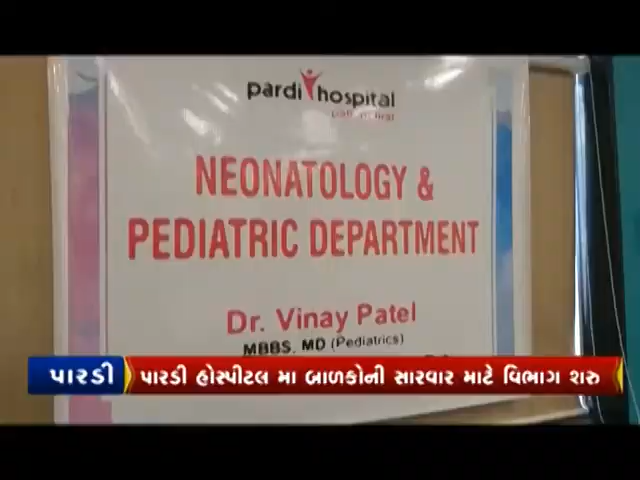 pardi hospital
NEONATOLOGY &
PEDIATRIC DEPARTMENT
Dr. Vinay Patel
MBBS, MD (Pediatrics)
પારડી
પારડી હોસ્પીટલ મા બાળકોની સારવાર માટે વિભાગ શરુ